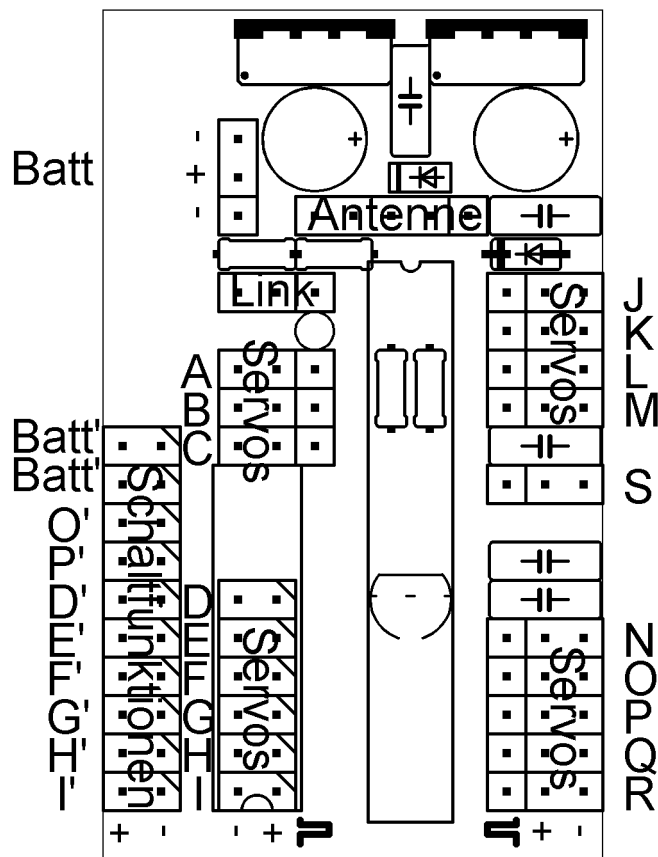 -
Batt +
-
Antenne
Link
Servos
A
B
C
Servos
J
K
L
M
S
Batt'
Batt'
O'
P'
D'
E'
F'
G'
H'
I'
Schaltfunktionen
D
E
F
G
H
I
Servos
Servos
N
O
P
Q
R
+ - - + + -